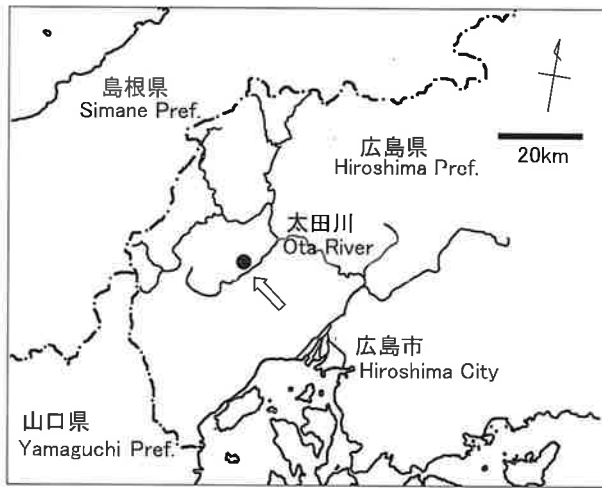 島根県
Simane Pref.
広島県
Hiroshima Pref.
20km
太田川
Ota River
広島市
Hiroshima City
山口県
Yamaguchi Pref.